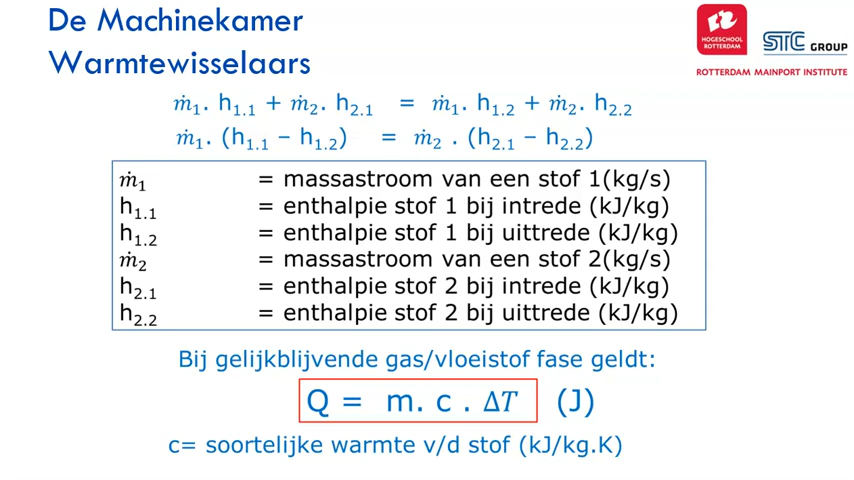 De Machinekamer
Warmtewisselaars
HOGESCHOOL
ROTTERDAM
STC GROUP
ROTTERDAM MAINPORT INSTITUTE
ṁ₁. h₁.₁ + ṁ₂. h₂.₁ = ṁ₁. h₁.₂ + ṁ₂. h₂.₂
ṁ₁. (h₁.₁ – h₁.₂) = ṁ₂ . (h₂.₁ – h₂.₂)
ṁ₁ = massastroom van een stof 1(kg/s)
h₁.₁ = enthalpie stof 1 bij intrede (kJ/kg)
h₁.₂ = enthalpie stof 1 bij uittrede (kJ/kg)
ṁ₂ = massastroom van een stof 2(kg/s)
h₂.₁ = enthalpie stof 2 bij intrede (kJ/kg)
h₂.₂ = enthalpie stof 2 bij uittrede (kJ/kg)
Bij gelijkblijvende gas/vloeistof fase geldt:
Q = m. c . ΔT (J)
c= soortelijke warmte v/d stof (kJ/kg.K)